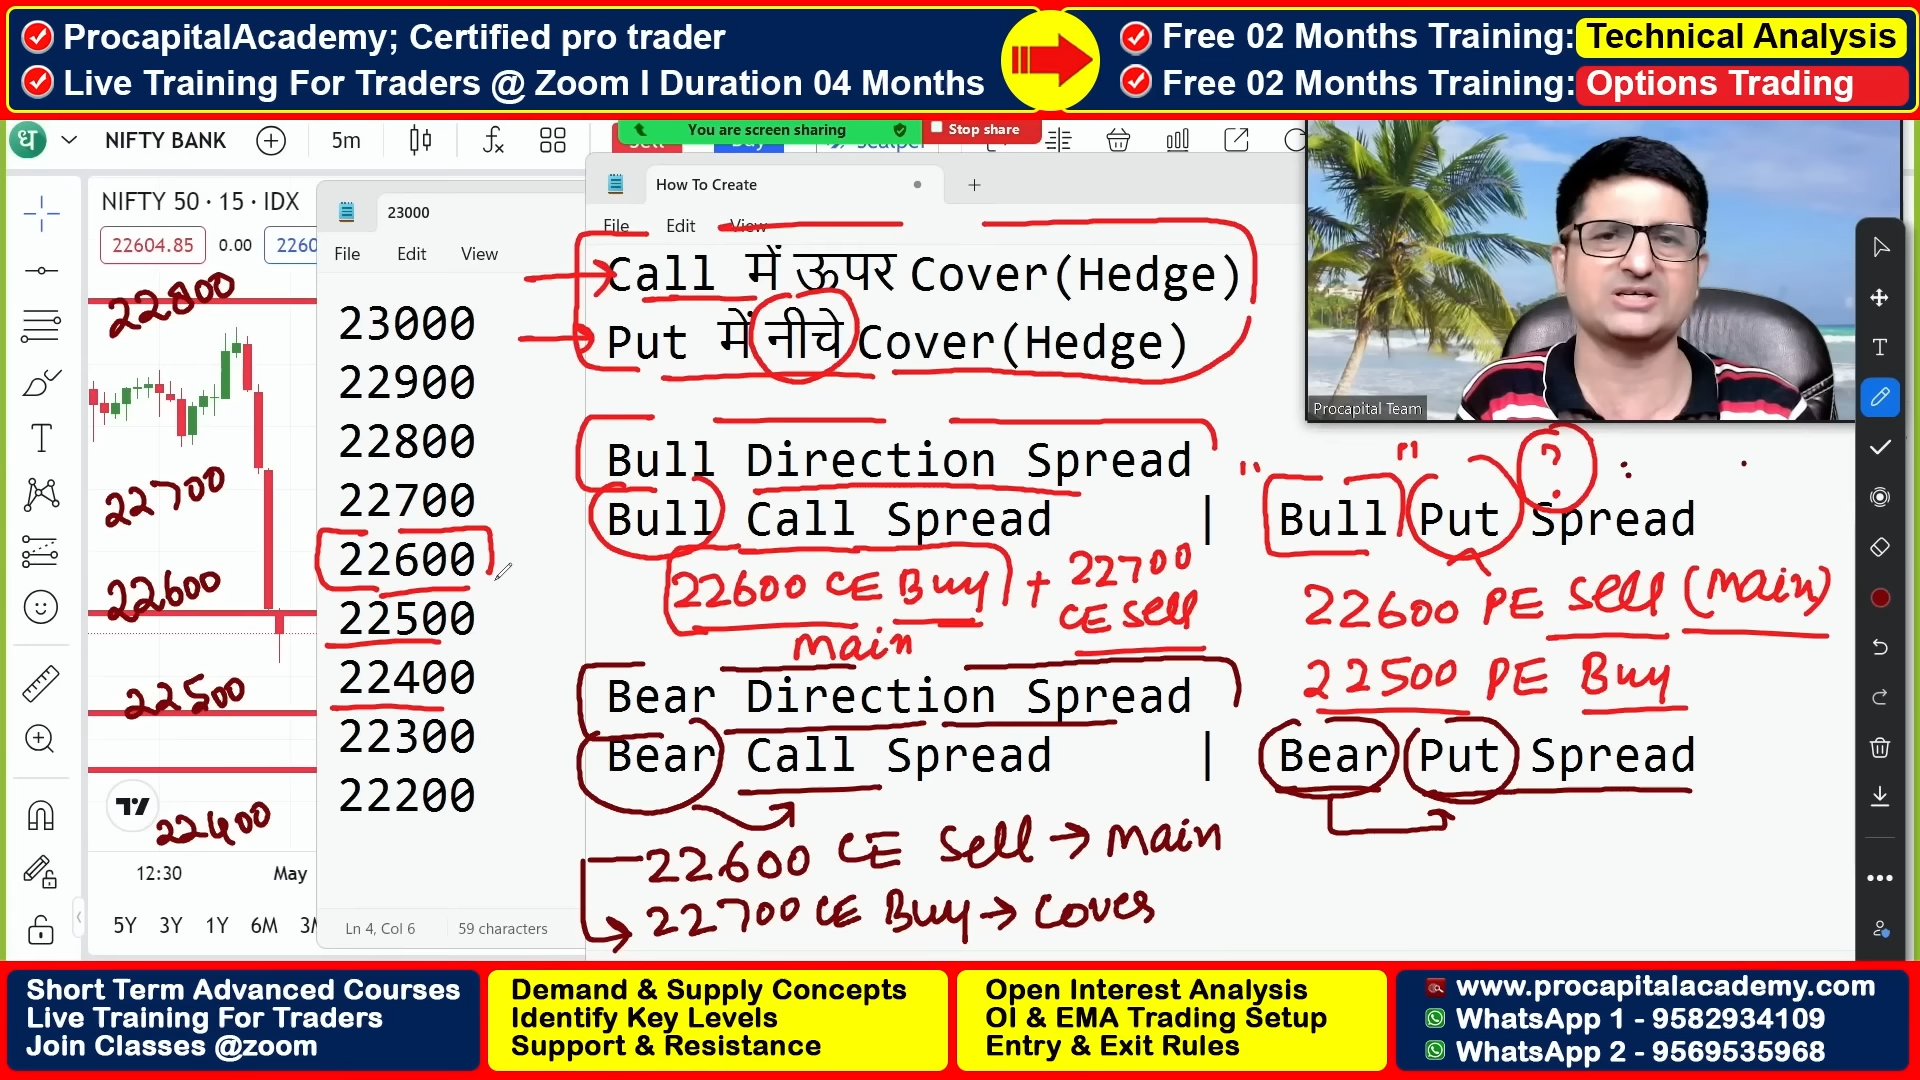 ProcapitalAcademy; Certified pro trader
Live Training For Traders @ Zoom I Duration 04 Months
Free 02 Months Training: Technical Analysis
Free 02 Months Training: Options Trading
ध NIFTY BANK 5m
You are screen sharing Stop share
NIFTY 50 · 15 · IDX
22604.85 0.00
23000
File Edit View
How To Create
File Edit View
22800
22700
22600
22500
22400
12:30 May
5Y 3Y 1Y 6M
23000
22900
22800
22700
22600
22500
22400
22300
22200
Ln 4, Col 6 59 characters
Call में ऊपर Cover(Hedge)
Put में नीचे Cover(Hedge)
Bull Direction Spread
Bull Call Spread | "Bull" Put Spread
?
22600 CE Buy + 22700 CE Sell
main
22600 PE Sell (main)
22500 PE Buy
Bear Direction Spread
Bear Call Spread | Bear Put Spread
22600 CE Sell → main
22700 CE Buy → Cover
Procapital Team
Short Term Advanced Courses
Live Training For Traders
Join Classes @zoom
Demand & Supply Concepts
Identify Key Levels
Support & Resistance
Open Interest Analysis
OI & EMA Trading Setup
Entry & Exit Rules
www.procapitalacademy.com
WhatsApp 1 - 9582934109
WhatsApp 2 - 9569535968